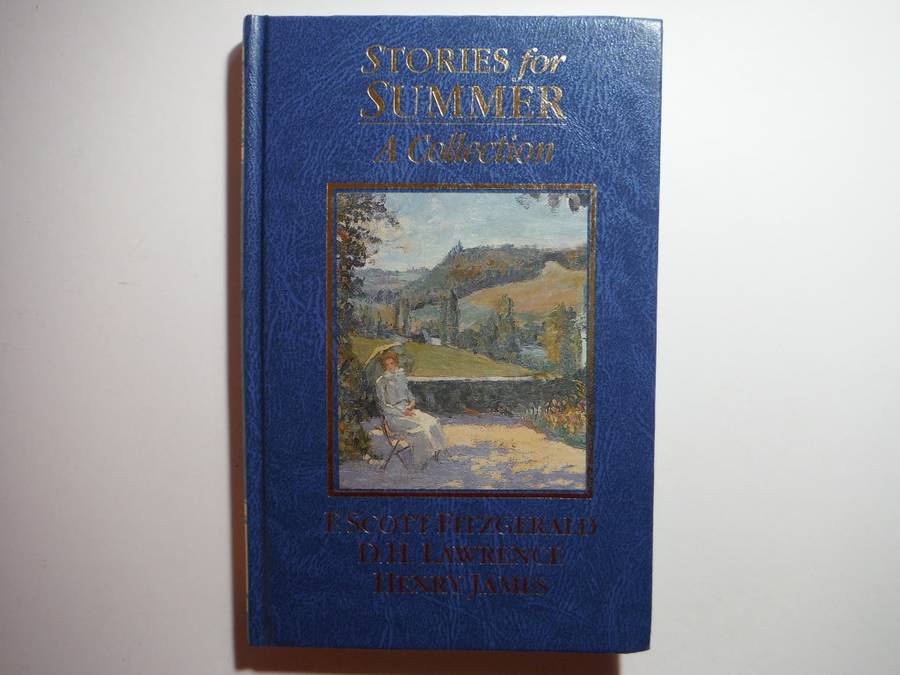 STORIES for
SUMMER
A Collection
F. SCOTT FITZGERALD
D.H. LAWRENCE
HENRY JAMES